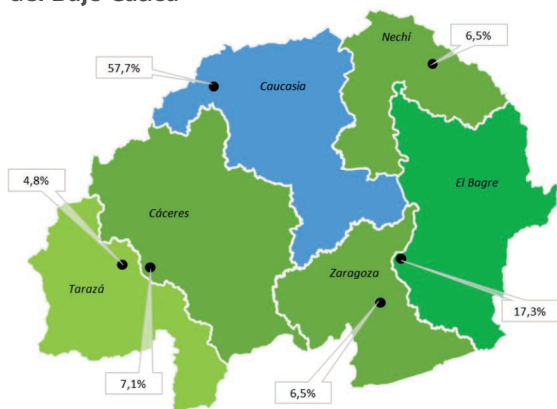 del Bajo Cauca
Nechí
6,5%
57,7%
Caucasia
4,8%
El Bagre
Cáceres
Zaragoza
Tarazá
17,3%
7,1%
6,5%